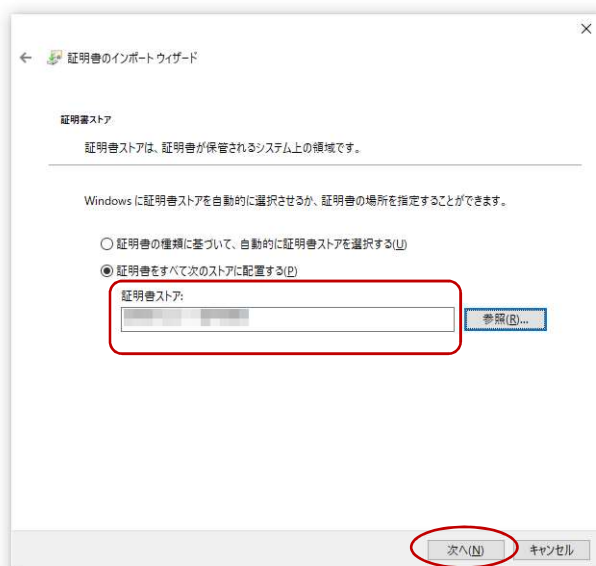 証明書のインポート ウィザード
証明書ストア
証明書ストアは、証明書が保管されるシステム上の領域です。
Windows に証明書ストアを自動的に選択させるか、証明書の場所を指定することができます。
証明書の種類に基づいて、自動的に証明書ストアを選択する(U)
証明書をすべて次のストアに配置する(P)
証明書ストア:
参照(R)...
次へ(N)
キャンセル